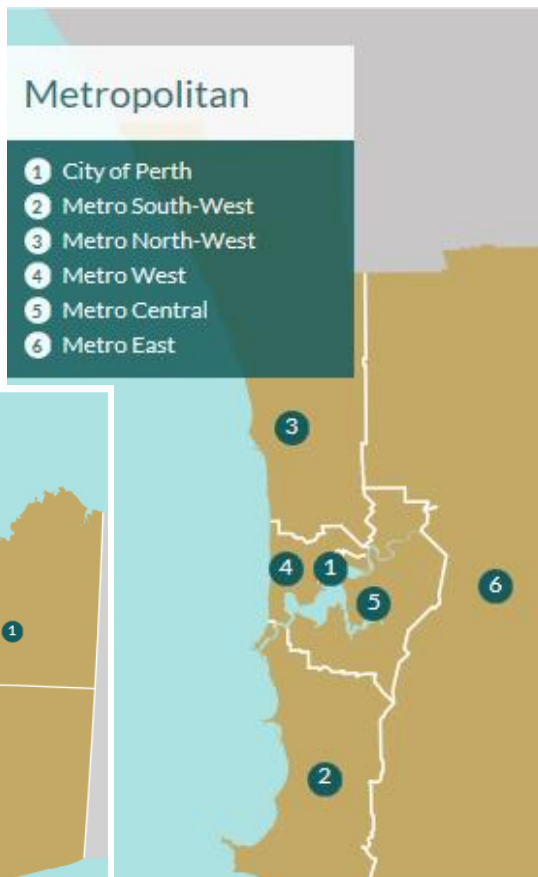 Metropolitan
1 City of Perth
2 Metro South-West
3 Metro North-West
4 Metro West
5 Metro Central
6 Metro East
3
4 1
5
6
1
2